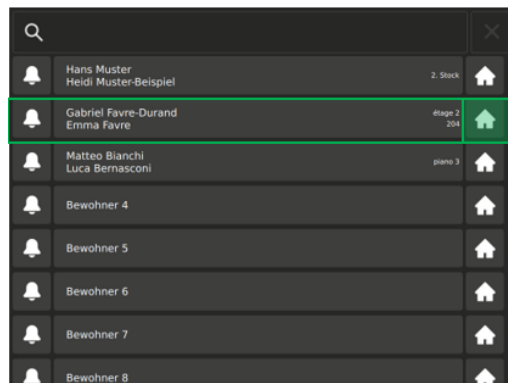 Hans Muster
Heidi Muster-Beispiel
2. Stock
Gabriel Favre-Durand
Emma Favre
étage 2
204
Matteo Bianchi
Luca Bernasconi
piano 3
Bewohner 4
Bewohner 5
Bewohner 6
Bewohner 7
Bewohner 8